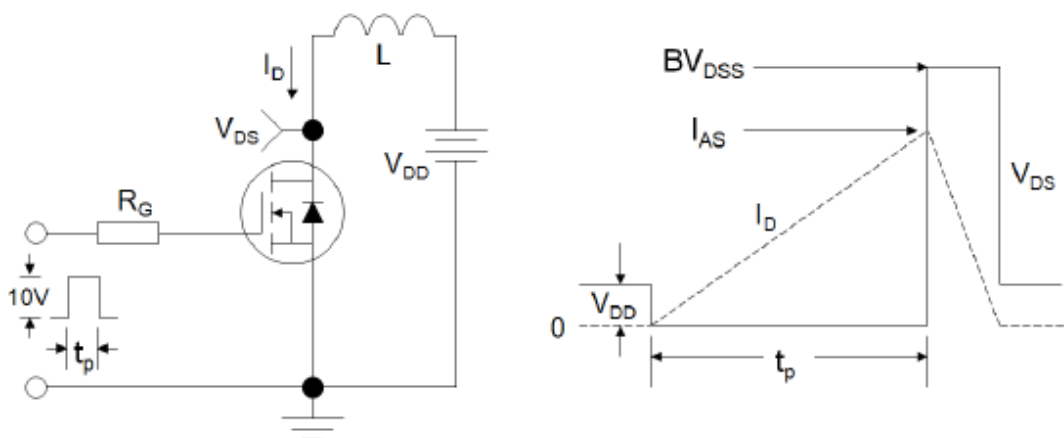 L
I_D
V_DS
V_DD
R_G
10V
t_p
BV_DSS
I_AS
V_DS
I_D
V_DD
0
t_p